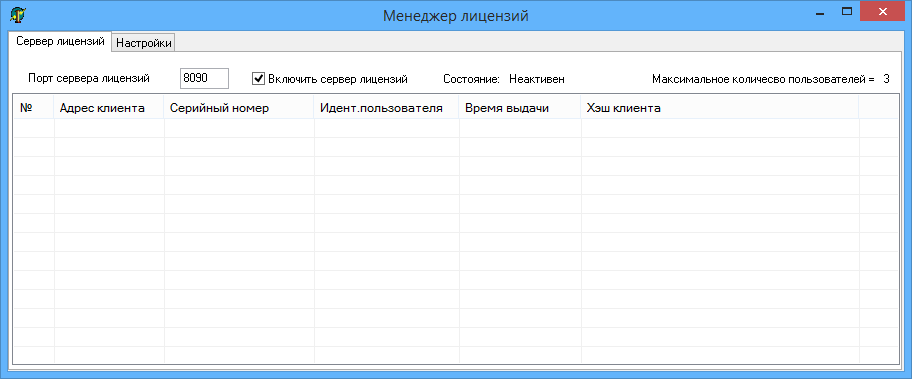 Менеджер лицензий
Сервер лицензий Настройки
Порт сервера лицензий 8090 Включить сервер лицензий Состояние: Неактивен Максимальное количесво пользователей = 3
№ Адрес клиента Серийный номер Идент.пользователя Время выдачи Хэш клиента